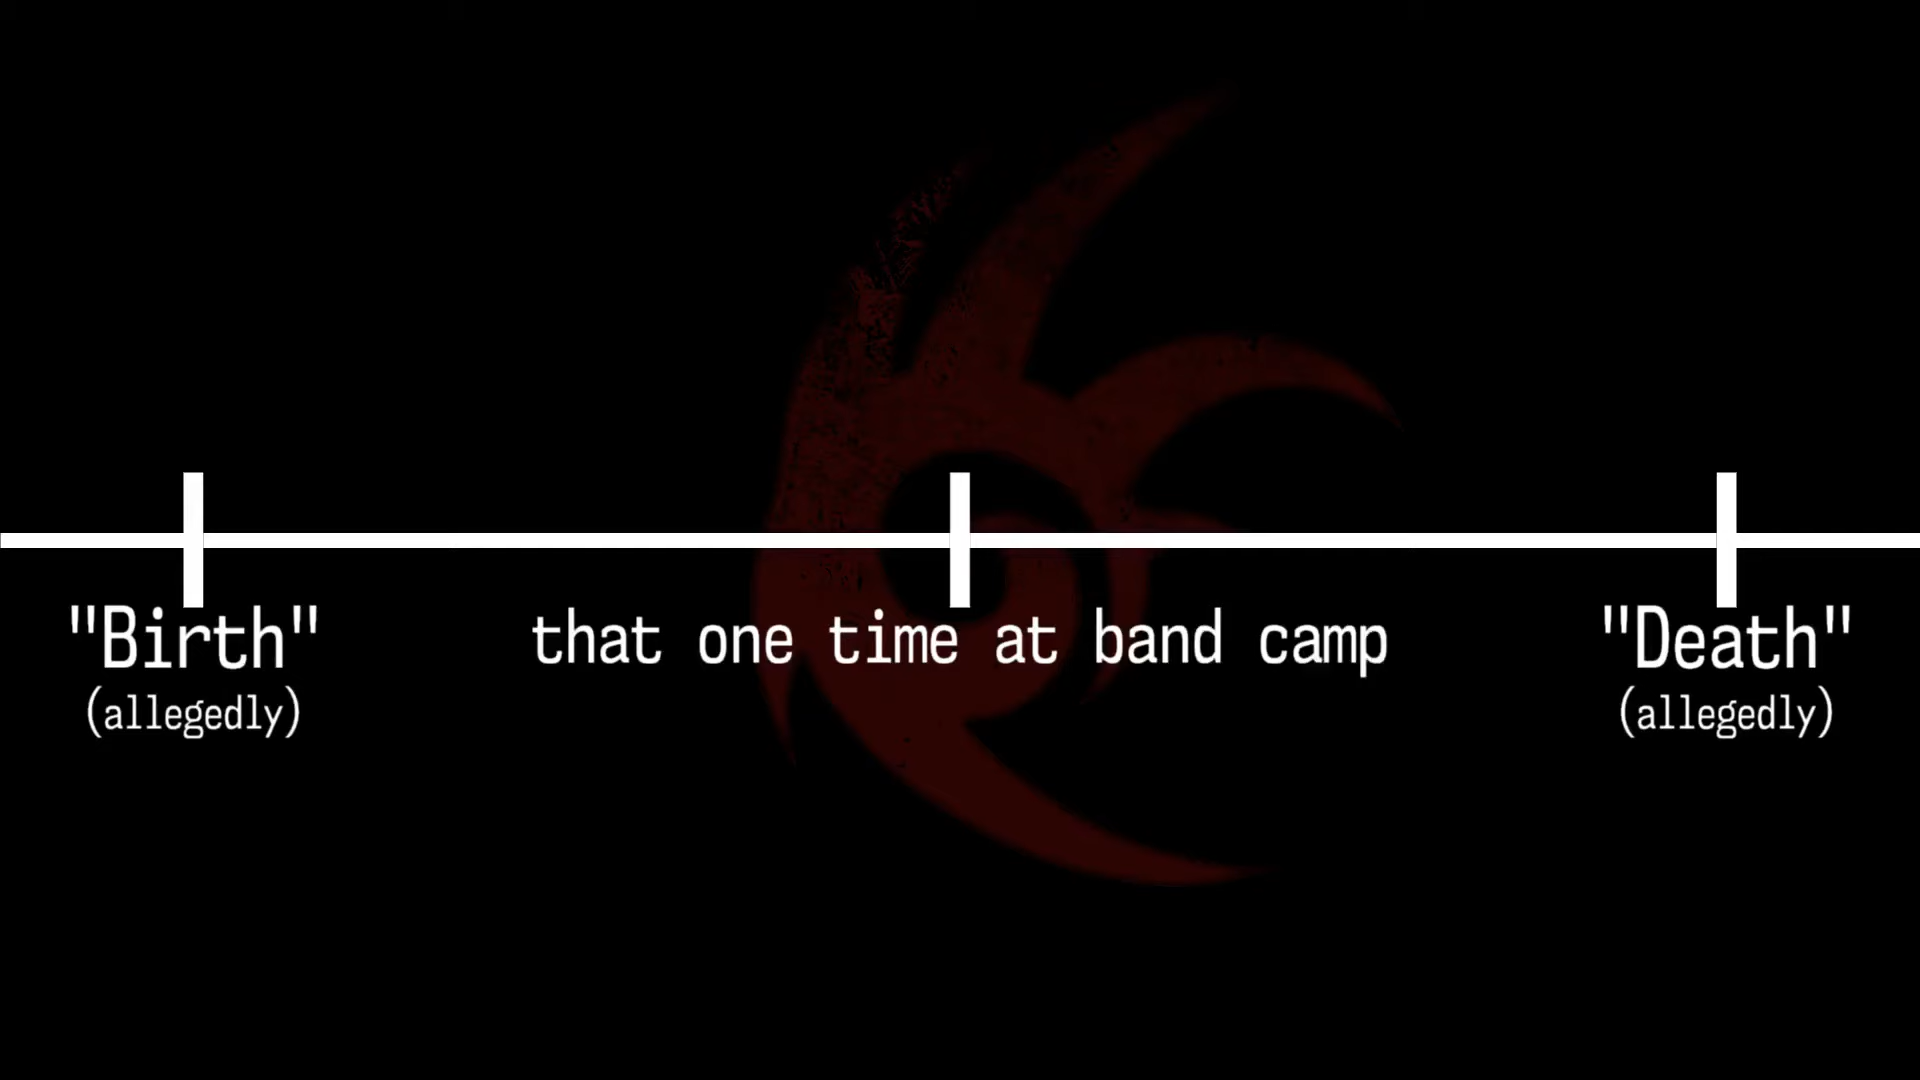 "Birth"
(allegedly)
that one time at band camp
"Death"
(allegedly)